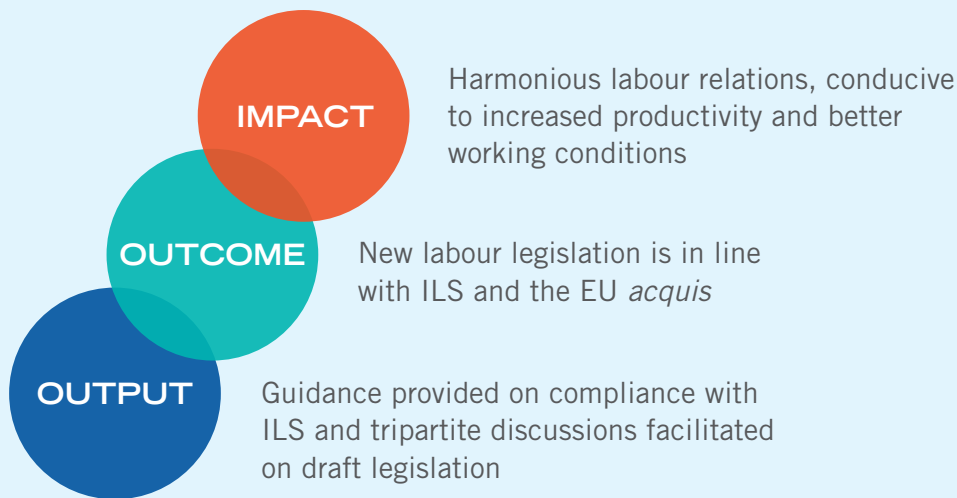 IMPACT
Harmonious labour relations, conducive
to increased productivity and better
working conditions
OUTCOME
New labour legislation is in line
with ILS and the EU acquis
OUTPUT
Guidance provided on compliance with
ILS and tripartite discussions facilitated
on draft legislation